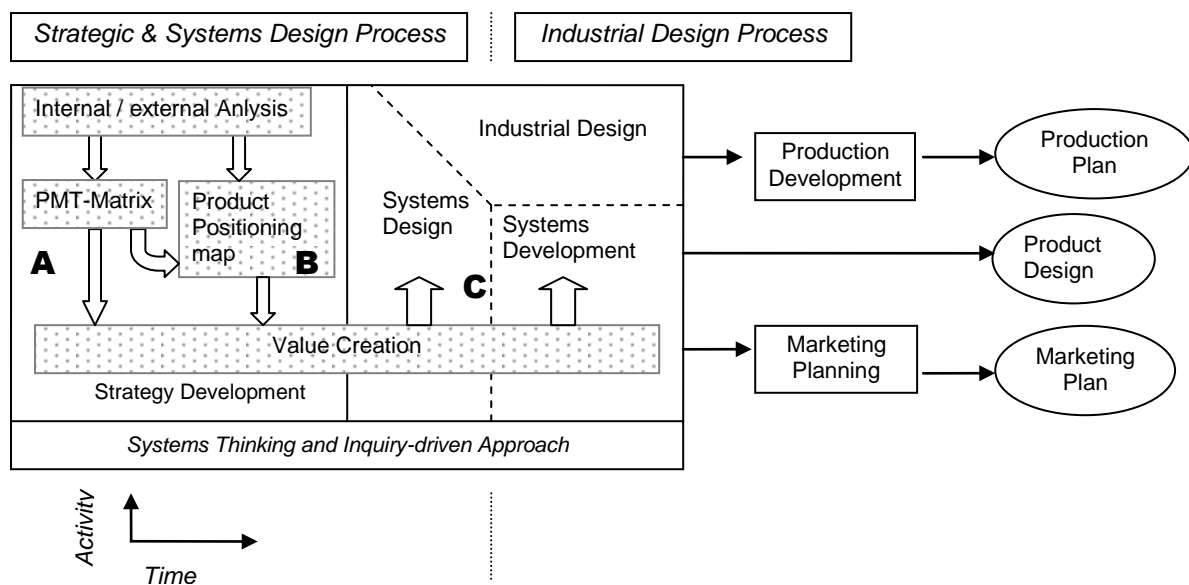 Strategic & Systems Design Process
Industrial Design Process
Internal / external Anlysis
Industrial Design
PMT-Matrix
Product
Positioning
map
A
B
Systems
Design
Systems
Development
C
Value Creation
Strategy Development
Systems Thinking and Inquiry-driven Approach
Production
Development
Production
Plan
Product
Design
Marketing
Planning
Marketing
Plan
Activity
Time